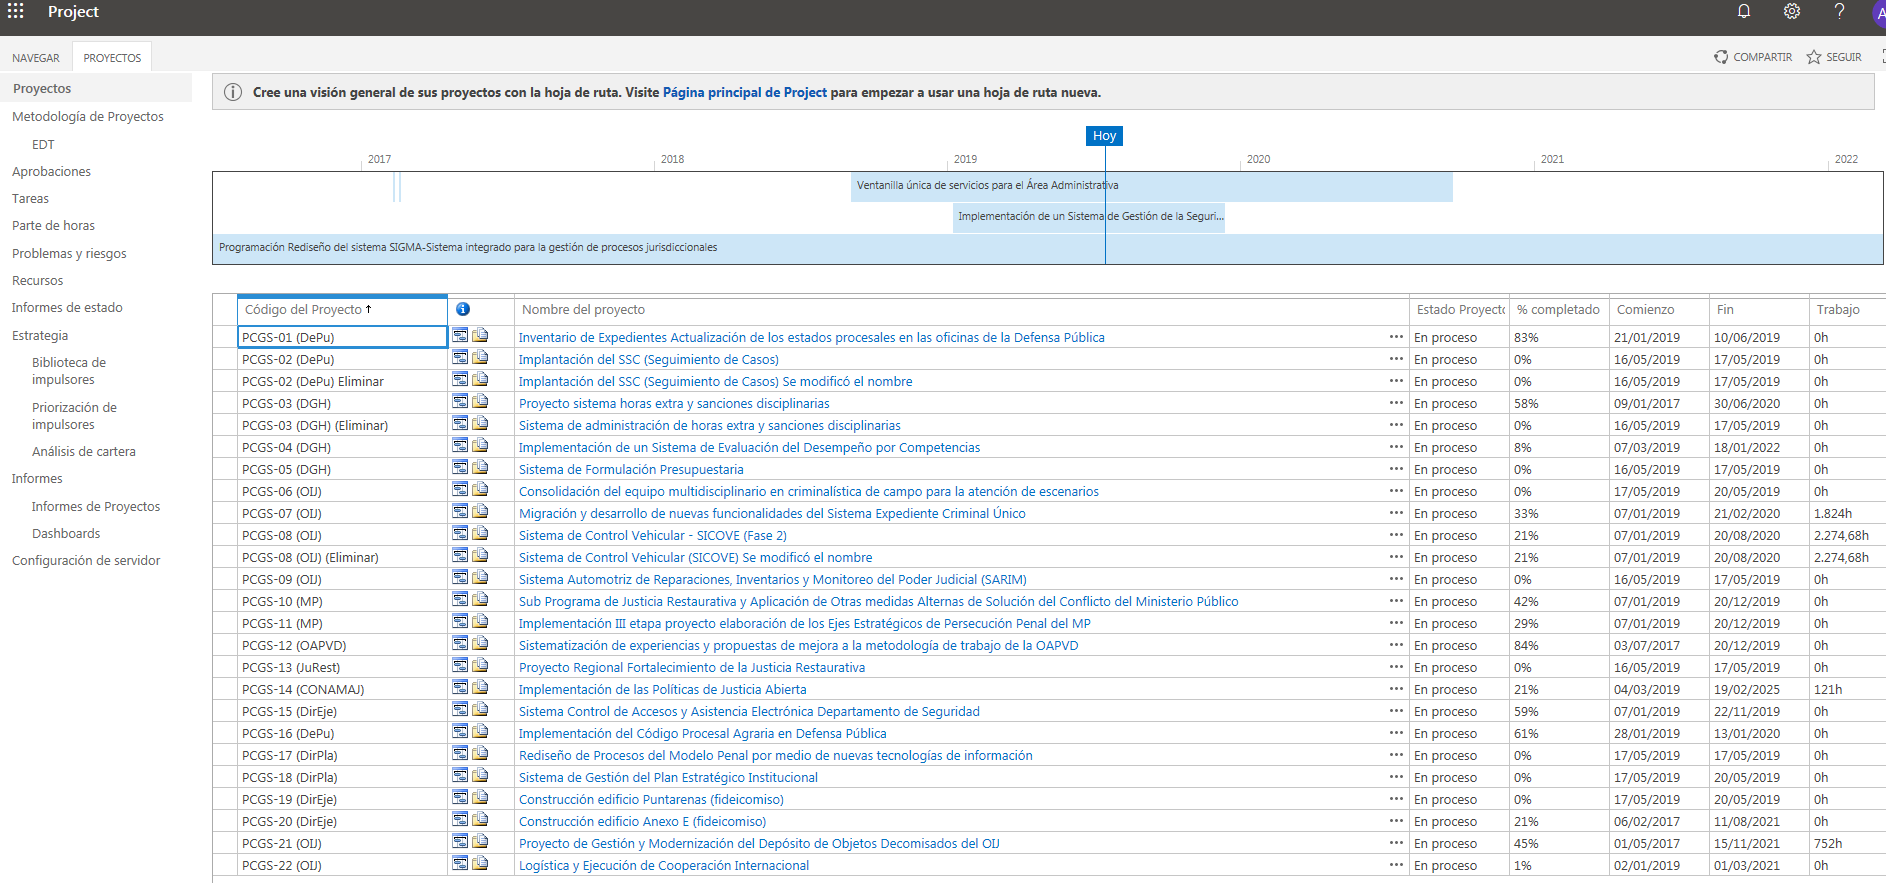 Project
NAVEGAR PROYECTOS
COMPARTIR SEGUIR
Proyectos
Metodología de Proyectos
EDT
Aprobaciones
Tareas
Parte de horas
Problemas y riesgos
Recursos
Informes de estado
Estrategia
Biblioteca de
impulsores
Priorización de
impulsores
Análisis de cartera
Informes
Informes de Proyectos
Dashboards
Configuración de servidor
Cree una visión general de sus proyectos con la hoja de ruta. Visite Página principal de Project para empezar a usar una hoja de ruta nueva.
Hoy
2017 2018 2019 2020 2021 2022
Ventanilla única de servicios para el Área Administrativa
Implementación de un Sistema de Gestión de la Seguri...
Programación Rediseño del sistema SIGMA-Sistema integrado para la gestión de procesos jurisdiccionales
Código del Proyecto ↑ Nombre del proyecto Estado Proyecto % completado Comienzo Fin Trabajo
PCGS-01 (DePu) Inventario de Expedientes Actualización de los estados procesales en las oficinas de la Defensa Pública ... En proceso 83% 21/01/2019 10/06/2019 0h
PCGS-02 (DePu) Implantación del SSC (Seguimiento de Casos) ... En proceso 0% 16/05/2019 17/05/2019 0h
PCGS-02 (DePu) Eliminar Implantación del SSC (Seguimiento de Casos) Se modificó el nombre ... En proceso 0% 16/05/2019 17/05/2019 0h
PCGS-03 (DGH) Proyecto sistema horas extra y sanciones disciplinarias ... En proceso 58% 09/01/2017 30/06/2020 0h
PCGS-03 (DGH) (Eliminar) Sistema de administración de horas extra y sanciones disciplinarias ... En proceso 0% 16/05/2019 17/05/2019 0h
PCGS-04 (DGH) Implementación de un Sistema de Evaluación del Desempeño por Competencias ... En proceso 8% 07/03/2019 18/01/2022 0h
PCGS-05 (DGH) Sistema de Formulación Presupuestaria ... En proceso 0% 16/05/2019 17/05/2019 0h
PCGS-06 (OIJ) Consolidación del equipo multidisciplinario en criminalística de campo para la atención de escenarios ... En proceso 0% 17/05/2019 20/05/2019 0h
PCGS-07 (OIJ) Migración y desarrollo de nuevas funcionalidades del Sistema Expediente Criminal Único ... En proceso 33% 07/01/2019 21/02/2020 1.824h
PCGS-08 (OIJ) Sistema de Control Vehicular - SICOVE (Fase 2) ... En proceso 21% 07/01/2019 20/08/2020 2.274,68h
PCGS-08 (OIJ) (Eliminar) Sistema de Control Vehicular (SICOVE) Se modificó el nombre ... En proceso 21% 07/01/2019 20/08/2020 2.274,68h
PCGS-09 (OIJ) Sistema Automotriz de Reparaciones, Inventarios y Monitoreo del Poder Judicial (SARIM) ... En proceso 0% 16/05/2019 17/05/2019 0h
PCGS-10 (MP) Sub Programa de Justicia Restaurativa y Aplicación de Otras medidas Alternas de Solución del Conflicto del Ministerio Público ... En proceso 42% 07/01/2019 20/12/2019 0h
PCGS-11 (MP) Implementación III etapa proyecto elaboración de los Ejes Estratégicos de Persecución Penal del MP ... En proceso 29% 07/01/2019 20/12/2019 0h
PCGS-12 (OAPVD) Sistematización de experiencias y propuestas de mejora a la metodología de trabajo de la OAPVD ... En proceso 84% 03/07/2017 20/12/2019 0h
PCGS-13 (JuRest) Proyecto Regional Fortalecimiento de la Justicia Restaurativa ... En proceso 0% 16/05/2019 17/05/2019 0h
PCGS-14 (CONAMAJ) Implementación de las Políticas de Justicia Abierta ... En proceso 21% 04/03/2019 19/02/2025 121h
PCGS-15 (DirEje) Sistema Control de Accesos y Asistencia Electrónica Departamento de Seguridad ... En proceso 59% 07/01/2019 22/11/2019 0h
PCGS-16 (DePu) Implementación del Código Procesal Agraria en Defensa Pública ... En proceso 61% 28/01/2019 13/01/2020 0h
PCGS-17 (DirPla) Rediseño de Procesos del Modelo Penal por medio de nuevas tecnologías de información ... En proceso 0% 17/05/2019 17/05/2019 0h
PCGS-18 (DirPla) Sistema de Gestión del Plan Estratégico Institucional ... En proceso 0% 17/05/2019 20/05/2019 0h
PCGS-19 (DirEje) Construcción edificio Puntarenas (fideicomiso) ... En proceso 0% 17/05/2019 20/05/2019 0h
PCGS-20 (DirEje) Construcción edificio Anexo E (fideicomiso) ... En proceso 21% 06/02/2017 11/08/2021 0h
PCGS-21 (OIJ) Proyecto de Gestión y Modernización del Depósito de Objetos Decomisados del OIJ ... En proceso 45% 01/05/2017 15/11/2021 752h
PCGS-22 (OIJ) Logística y Ejecución de Cooperación Internacional ... En proceso 1% 02/01/2019 01/03/2021 0h